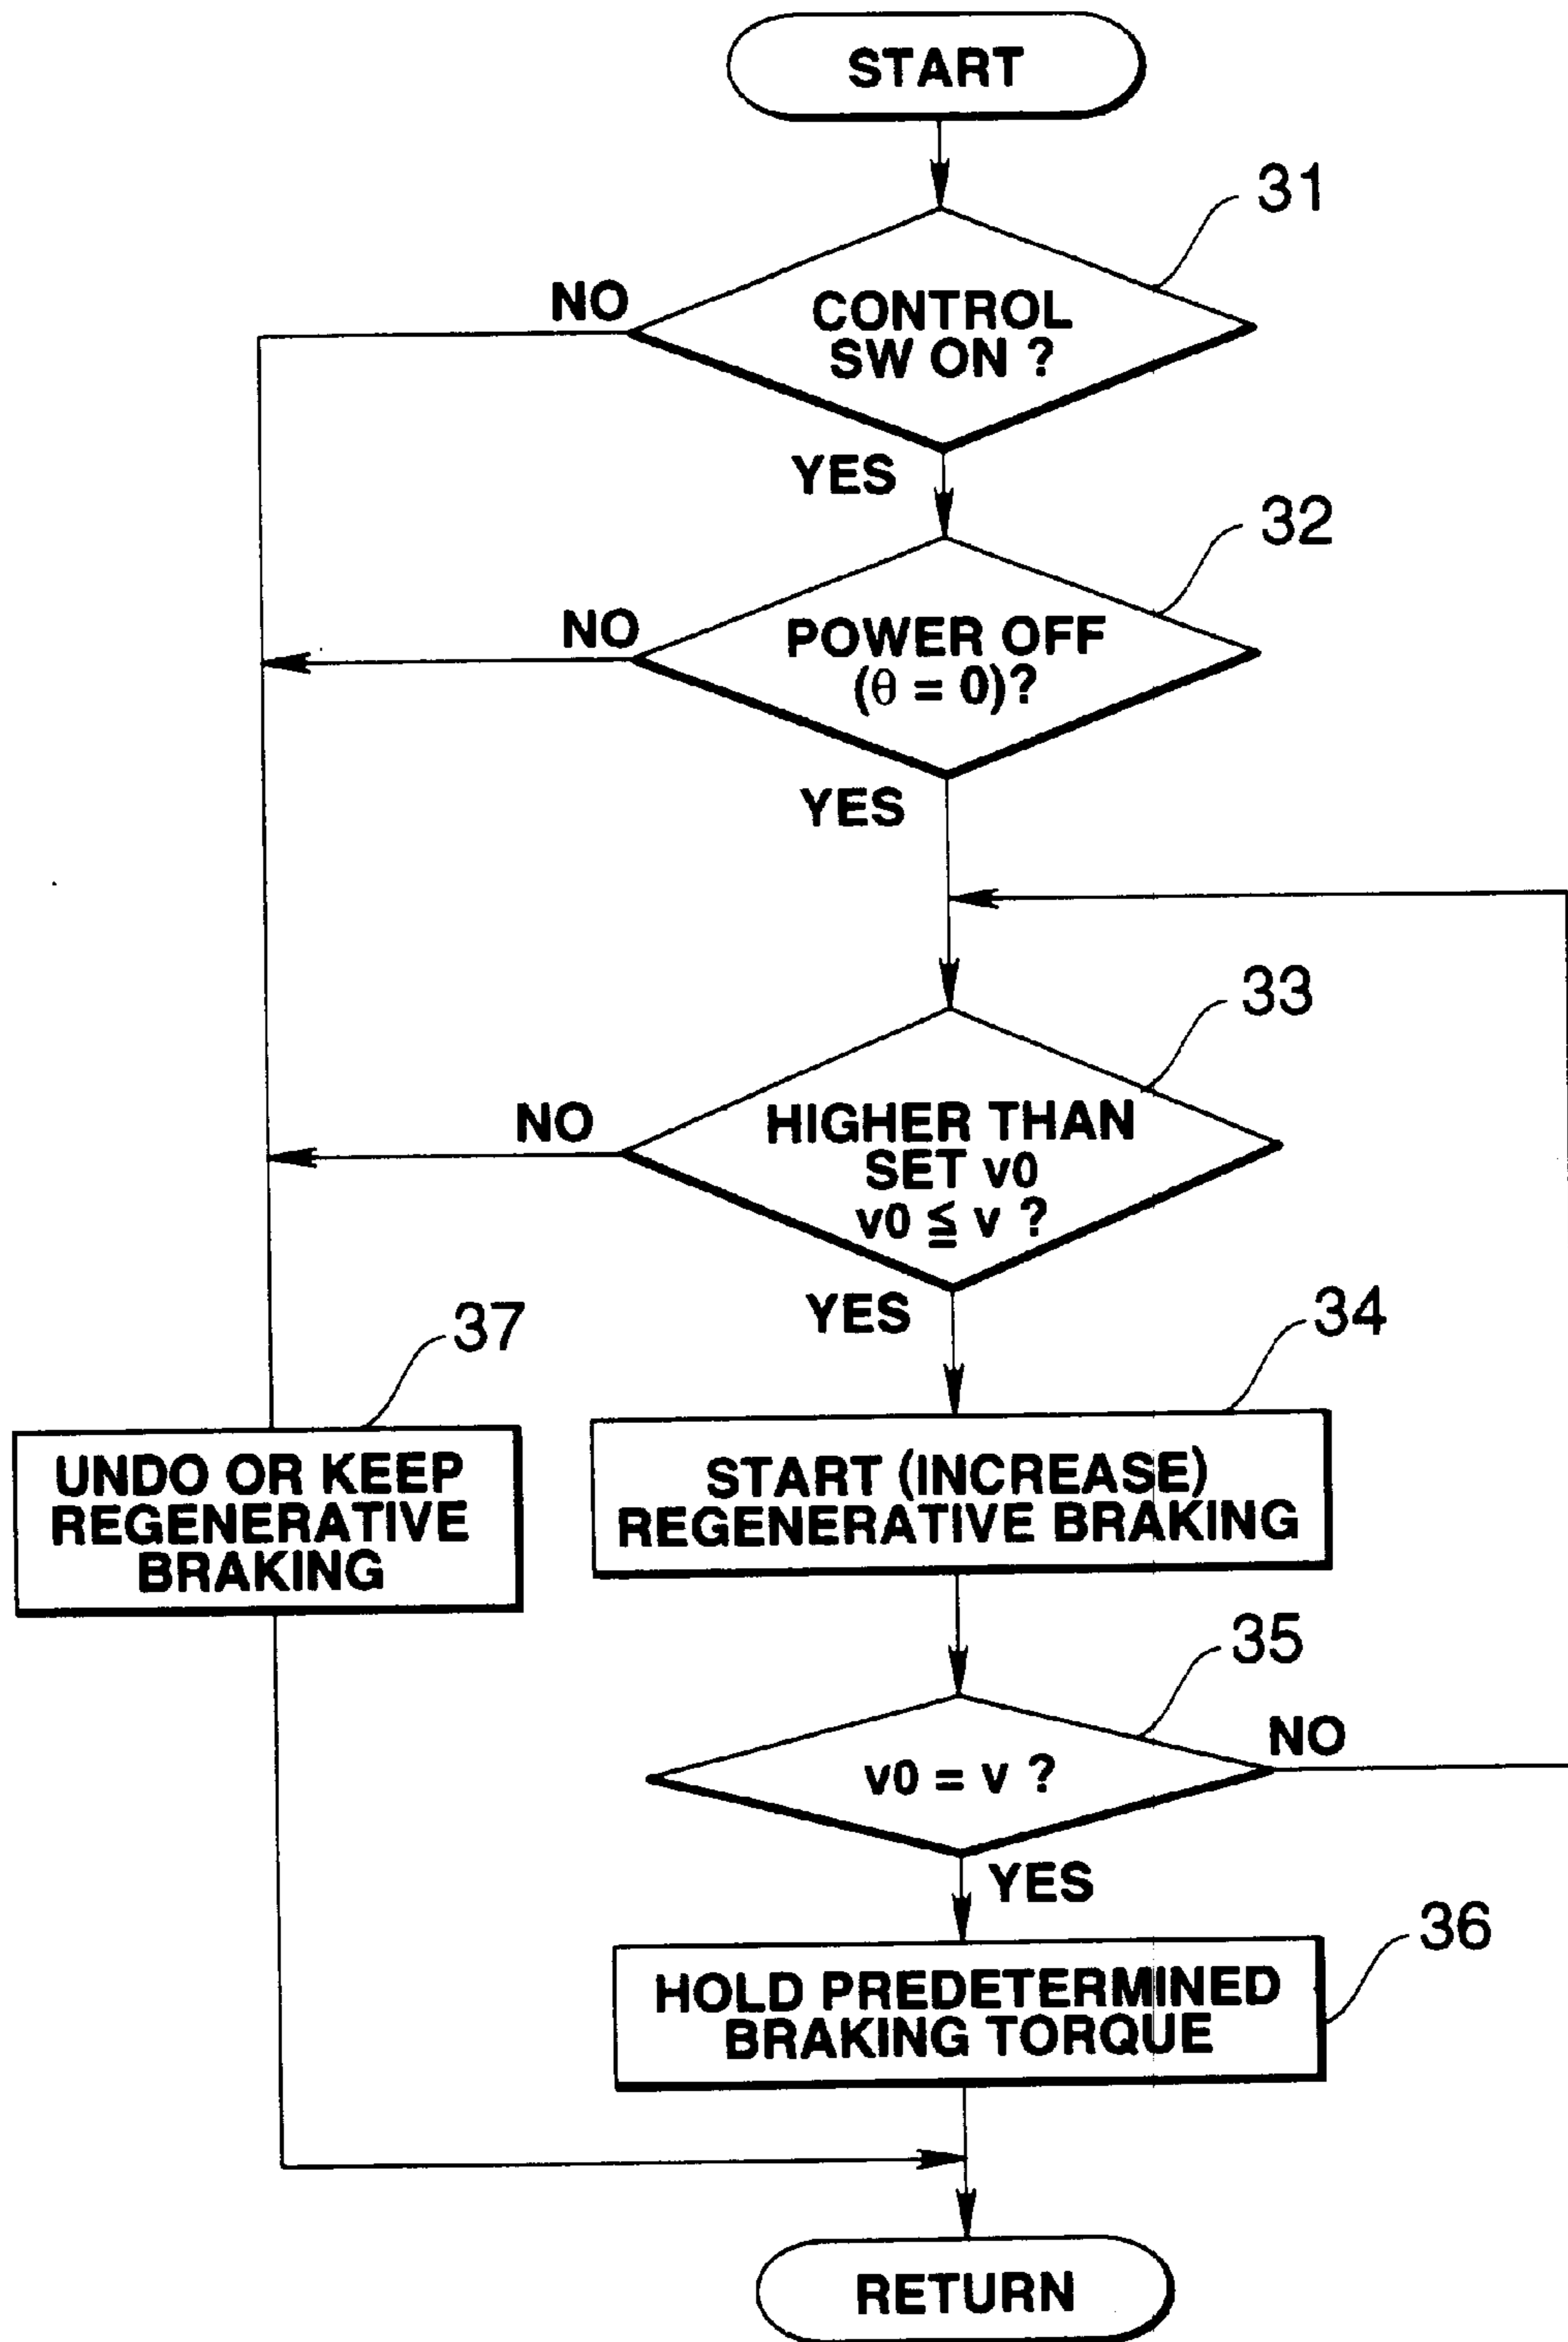 START
31
NO
CONTROL
SW ON ?
YES
32
NO
POWER OFF
(θ = 0)?
YES
33
NO
HIGHER THAN
SET v0
v0 ≦ v ?
YES
37
34
UNDO OR KEEP
REGENERATIVE
BRAKING
START (INCREASE)
REGENERATIVE BRAKING
35
NO
v0 = v ?
YES
36
HOLD PREDETERMINED
BRAKING TORQUE
RETURN